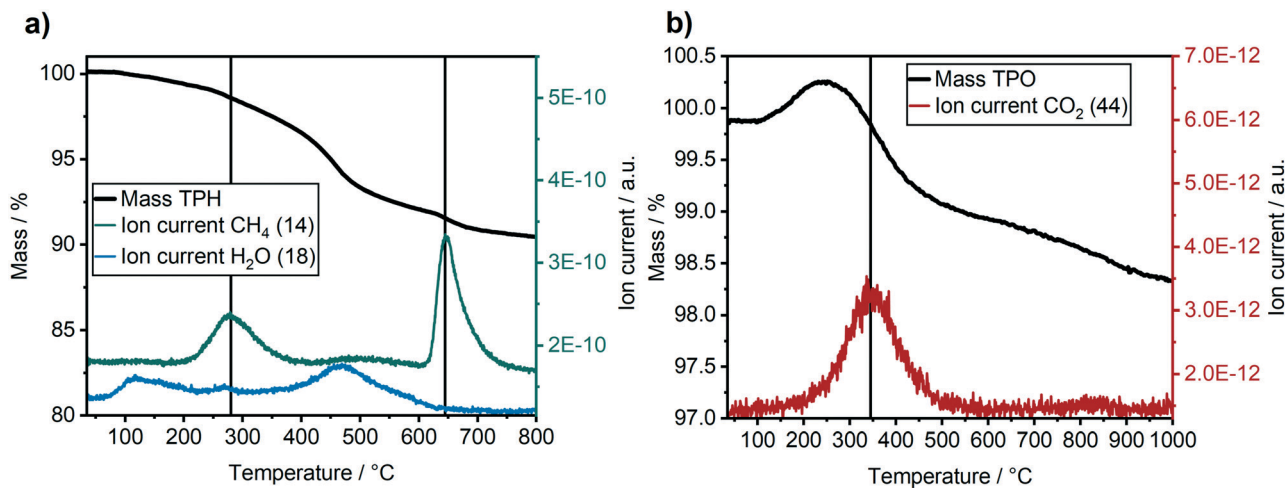 a)
100
95
90
85
80
Mass / %
Mass TPH
Ion current CH₄ (14)
Ion current H₂O (18)
5E-10
4E-10
3E-10
2E-10
Ion current / a.u.
100 200 300 400 500 600 700 800
Temperature / °C
b)
100.5
100.0
99.5
99.0
98.5
98.0
97.5
97.0
Mass / %
Mass TPO
Ion current CO₂ (44)
7.0E-12
6.0E-12
5.0E-12
4.0E-12
3.0E-12
2.0E-12
Ion current / a.u.
100 200 300 400 500 600 700 800 900 1000
Temperature / °C